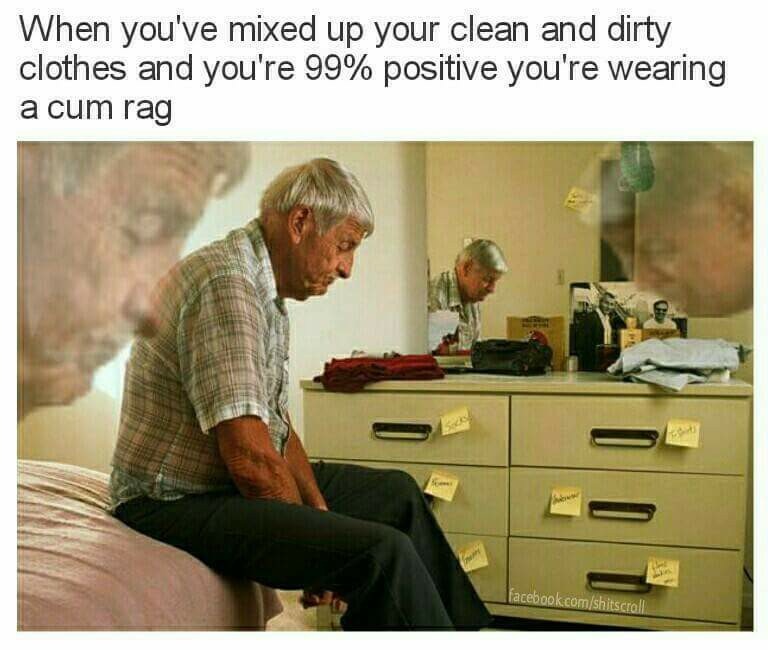 When you've mixed up your clean and dirty
clothes and you're 99% positive you're wearing
a cum rag
Socks
facebook.com/shitscroll